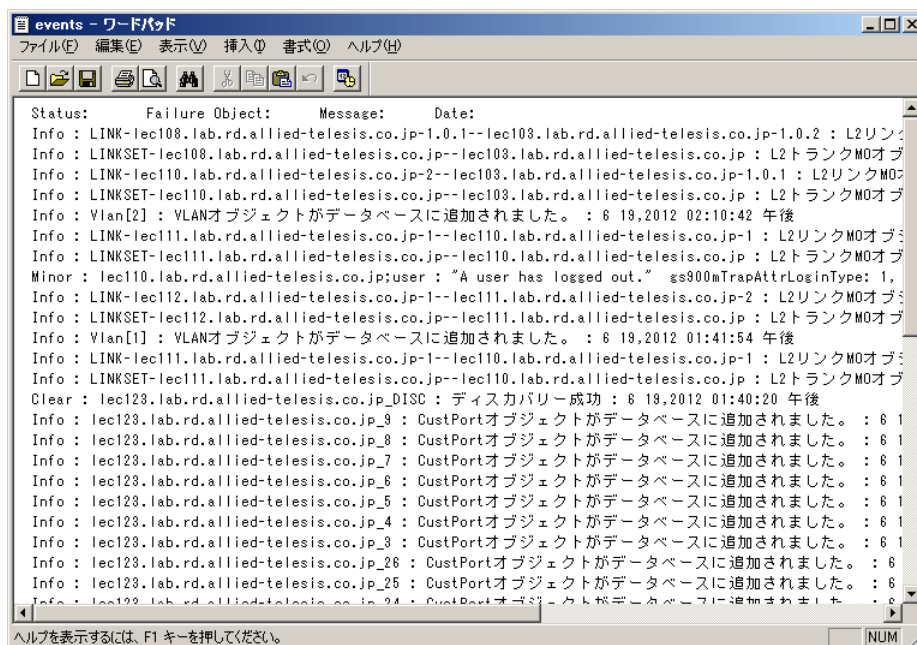 events - ワードパッド
ファイル(F) 編集(E) 表示(V) 挿入(I) 書式(O) ヘルプ(H)
Status: Failure Object: Message: Date:
Info : LINK-lec108.lab.rd.allied-telesis.co.jp-1.0.1--lec103.lab.rd.allied-telesis.co.jp-1.0.2 : L2リンク
Info : LINKSET-lec108.lab.rd.allied-telesis.co.jp--lec103.lab.rd.allied-telesis.co.jp : L2トランクMOオブ
Info : LINK-lec110.lab.rd.allied-telesis.co.jp-2--lec103.lab.rd.allied-telesis.co.jp-1.0.1 : L2リンクMO
Info : LINKSET-lec110.lab.rd.allied-telesis.co.jp--lec103.lab.rd.allied-telesis.co.jp : L2トランクMOオブ
Info : Vlan[2] : VLANオブジェクトがデータベースに追加されました。 : 6 19,2012 02:10:42 午後
Info : LINK-lec111.lab.rd.allied-telesis.co.jp-1--lec110.lab.rd.allied-telesis.co.jp-1 : L2リンクMOオブ
Info : LINKSET-lec111.lab.rd.allied-telesis.co.jp--lec110.lab.rd.allied-telesis.co.jp : L2トランクMOオブ
Minor : lec110.lab.rd.allied-telesis.co.jp;user : "A user has logged out." gs900mTrapAttrLoginType: 1,
Info : LINK-lec112.lab.rd.allied-telesis.co.jp-1--lec111.lab.rd.allied-telesis.co.jp-2 : L2リンクMOオブ
Info : LINKSET-lec112.lab.rd.allied-telesis.co.jp--lec111.lab.rd.allied-telesis.co.jp : L2トランクMOオブ
Info : Vlan[1] : VLANオブジェクトがデータベースに追加されました。 : 6 19,2012 01:41:54 午後
Info : LINK-lec111.lab.rd.allied-telesis.co.jp-1--lec110.lab.rd.allied-telesis.co.jp-1 : L2リンクMOオブ
Info : LINKSET-lec111.lab.rd.allied-telesis.co.jp--lec110.lab.rd.allied-telesis.co.jp : L2トランクMOオブ
Clear : lec123.lab.rd.allied-telesis.co.jp_DISC : ディスカバリー成功 : 6 19,2012 01:40:20 午後
Info : lec123.lab.rd.allied-telesis.co.jp_9 : CustPortオブジェクトがデータベースに追加されました。 : 6 1
Info : lec123.lab.rd.allied-telesis.co.jp_8 : CustPortオブジェクトがデータベースに追加されました。 : 6 1
Info : lec123.lab.rd.allied-telesis.co.jp_7 : CustPortオブジェクトがデータベースに追加されました。 : 6 1
Info : lec123.lab.rd.allied-telesis.co.jp_6 : CustPortオブジェクトがデータベースに追加されました。 : 6 1
Info : lec123.lab.rd.allied-telesis.co.jp_5 : CustPortオブジェクトがデータベースに追加されました。 : 6 1
Info : lec123.lab.rd.allied-telesis.co.jp_4 : CustPortオブジェクトがデータベースに追加されました。 : 6 1
Info : lec123.lab.rd.allied-telesis.co.jp_3 : CustPortオブジェクトがデータベースに追加されました。 : 6 1
Info : lec123.lab.rd.allied-telesis.co.jp_26 : CustPortオブジェクトがデータベースに追加されました。 : 6
Info : lec123.lab.rd.allied-telesis.co.jp_25 : CustPortオブジェクトがデータベースに追加されました。 : 6
Info : lec123.lab.rd.allied-telesis.co.jp_24 : CustPortオブジェクトがデータベースに追加されました。 : 6
ヘルプを表示するには、F1 キーを押してください。 NUM